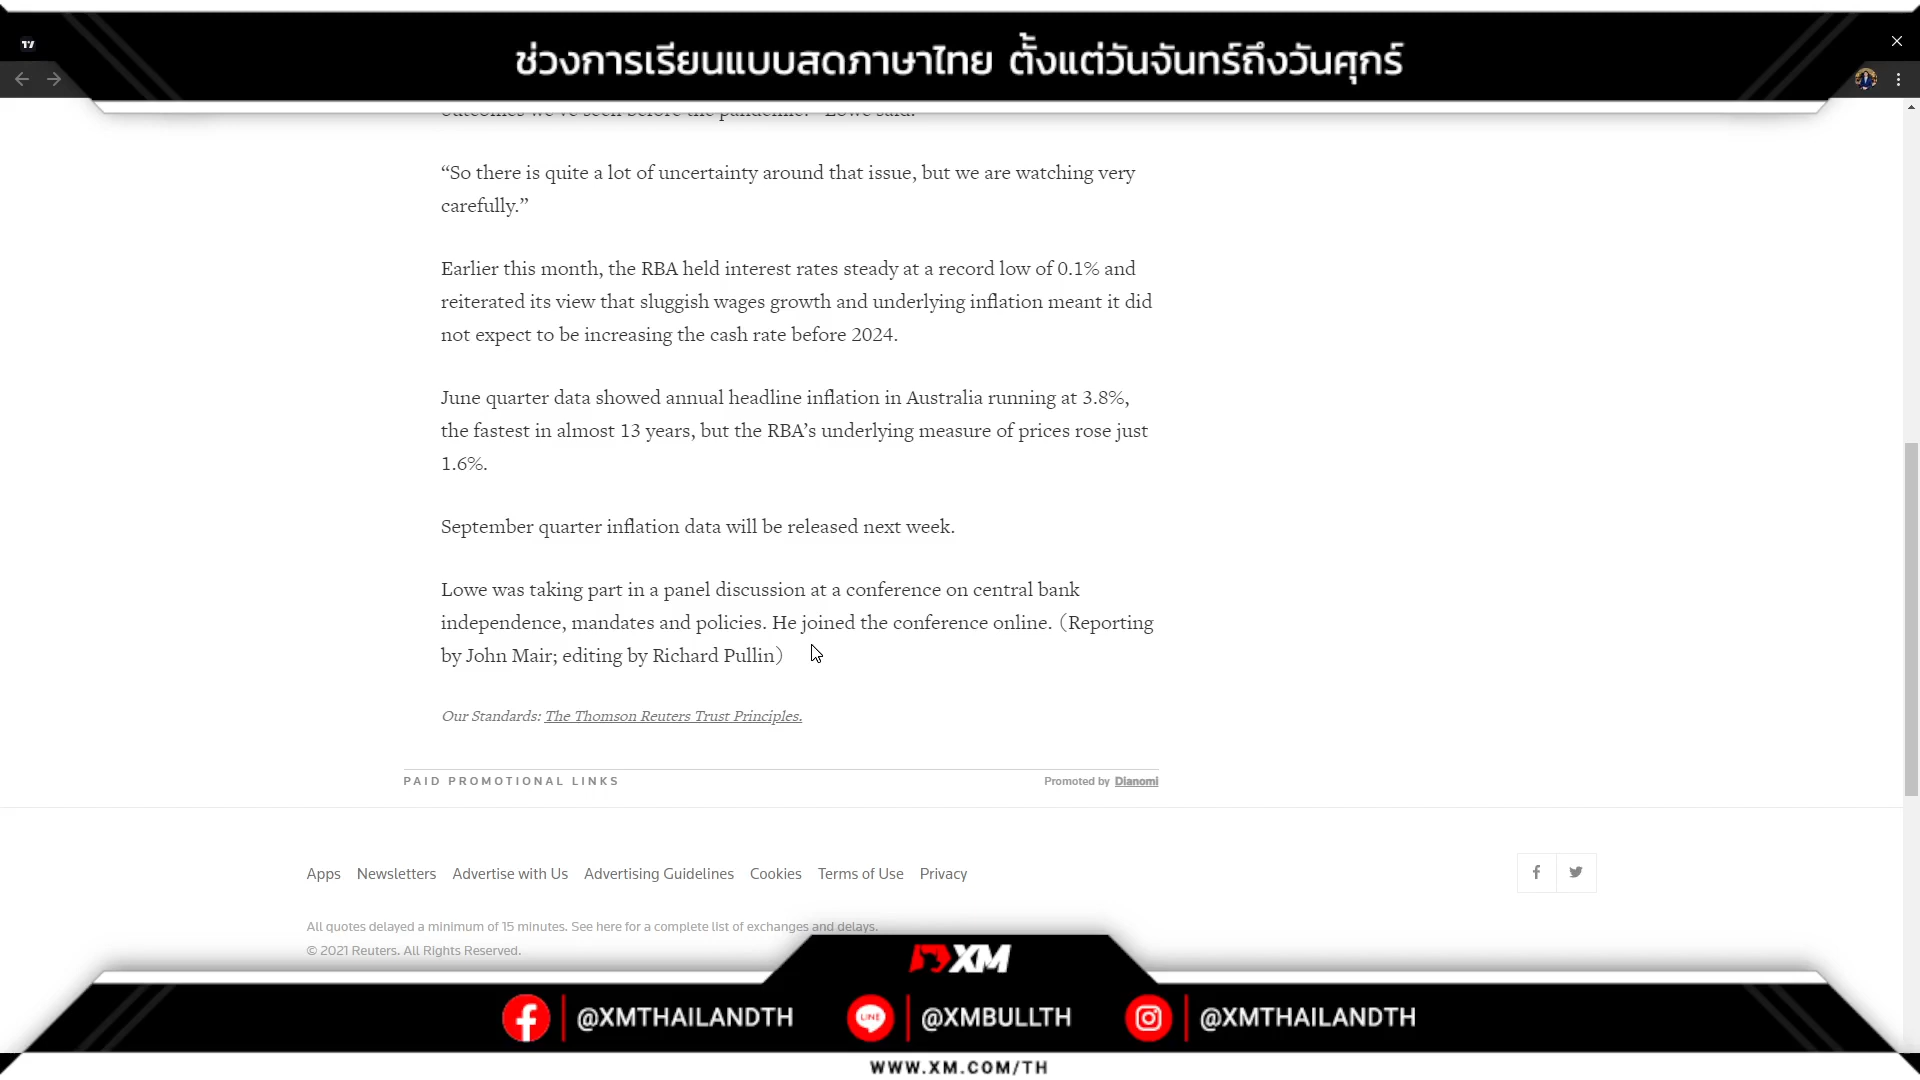 ช่วงการเรียนแบบสดภาษาไทย ตั้งแต่วันจันทร์ถึงวันศุกร์
outcomes we've seen before the pandemic." Lowe said.
“So there is quite a lot of uncertainty around that issue, but we are watching very
carefully.”
Earlier this month, the RBA held interest rates steady at a record low of 0.1% and
reiterated its view that sluggish wages growth and underlying inflation meant it did
not expect to be increasing the cash rate before 2024.
June quarter data showed annual headline inflation in Australia running at 3.8%,
the fastest in almost 13 years, but the RBA’s underlying measure of prices rose just
1.6%.
September quarter inflation data will be released next week.
Lowe was taking part in a panel discussion at a conference on central bank
independence, mandates and policies. He joined the conference online. (Reporting
by John Mair; editing by Richard Pullin)
Our Standards: The Thomson Reuters Trust Principles.
PAID PROMOTIONAL LINKS Promoted by Dianomi
Apps Newsletters Advertise with Us Advertising Guidelines Cookies Terms of Use Privacy
All quotes delayed a minimum of 15 minutes. See here for a complete list of exchanges and delays.
© 2021 Reuters. All Rights Reserved.
XM
@XMTHAILANDTH LINE @XMBULLTH @XMTHAILANDTH
WWW.XM.COM/TH